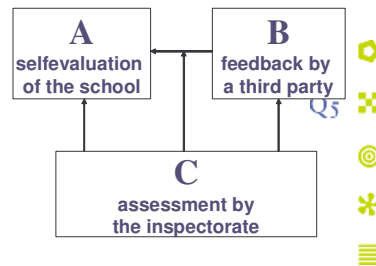 A
selfevaluation
of the school
B
feedback by
a third party
Q5
C
assessment by
the inspectorate